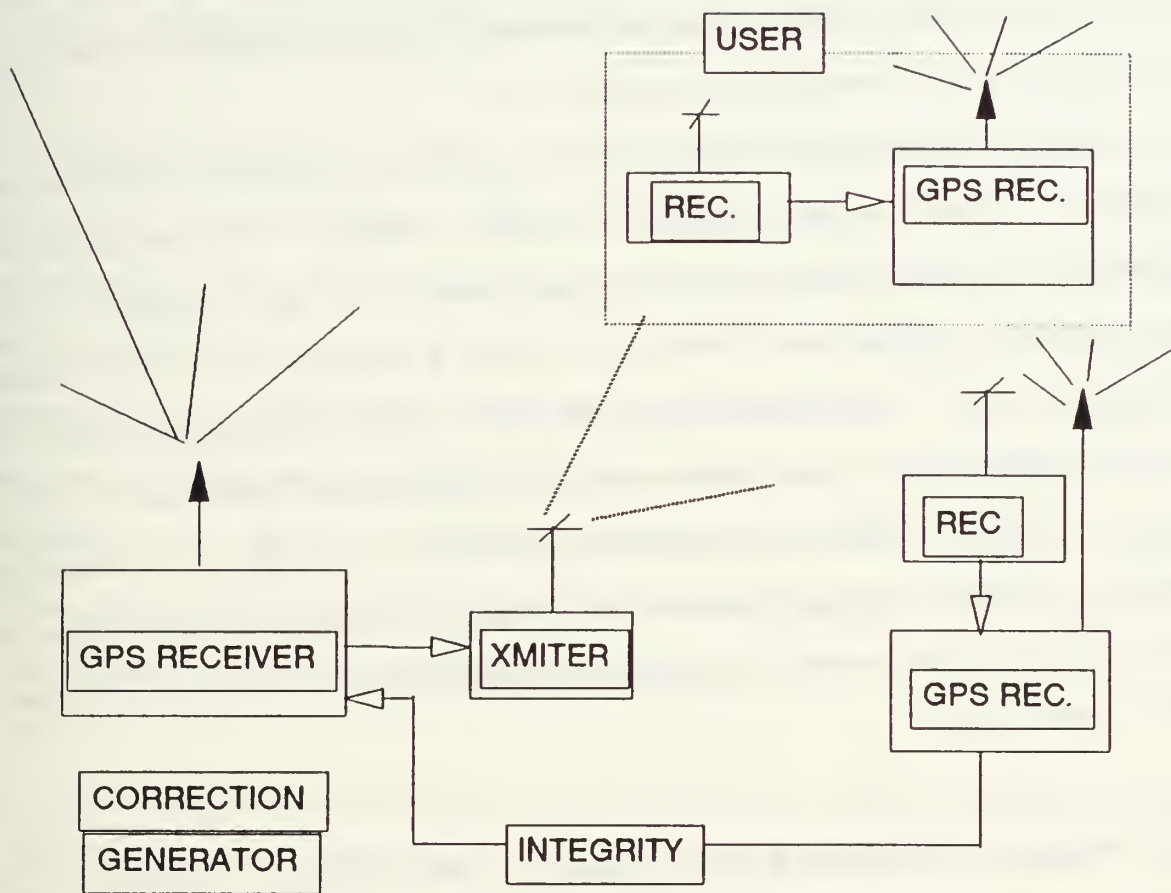 USER
REC.
GPS REC.
REC
GPS RECEIVER
XMITER
GPS REC.
CORRECTION
GENERATOR
INTEGRITY